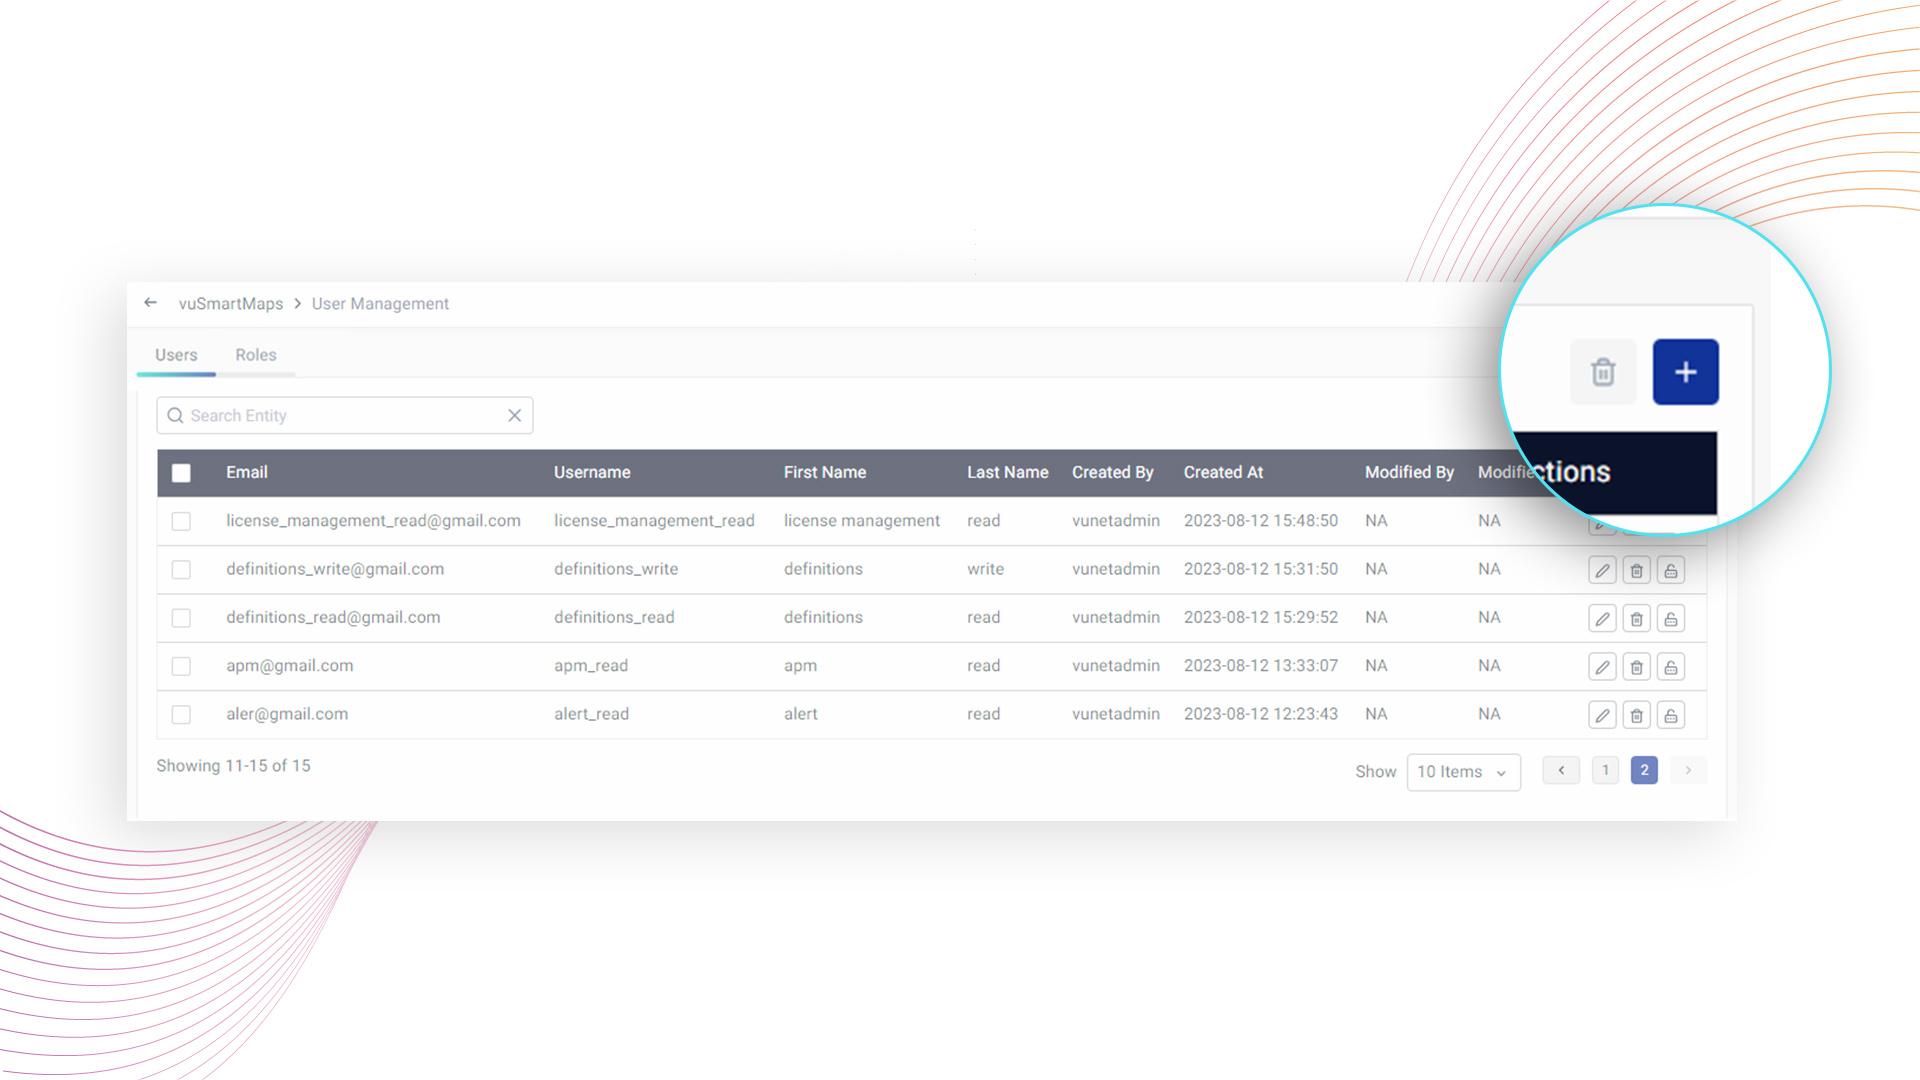 vuSmartMaps > User Management
Users Roles
Search Entity
Email Username First Name Last Name Created By Created At Modified By
license_management_read@gmail.com license_management_read license management read vunetadmin 2023-08-12 15:48:50 NA NA
definitions_write@gmail.com definitions_write definitions write vunetadmin 2023-08-12 15:31:50 NA NA
definitions_read@gmail.com definitions_read definitions read vunetadmin 2023-08-12 15:29:52 NA NA
apm@gmail.com apm_read apm read vunetadmin 2023-08-12 13:33:07 NA NA
aler@gmail.com alert_read alert read vunetadmin 2023-08-12 12:23:43 NA NA
Showing 11-15 of 15 Show 10 Items 1 2